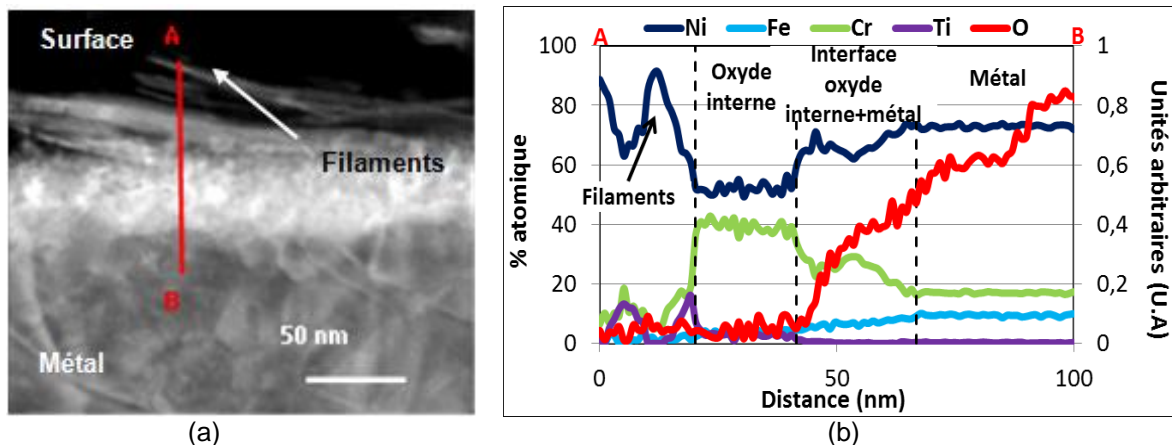 Surface
A
Filaments
B
50 nm
Métal
(a)
Ni Fe Cr Ti O
A
B
100
80
60
40
20
0
% atomique
Oxyde
interne
Interface
oxyde
interne+métal
Métal
Filaments
1
0,8
0,6
0,4
0,2
0
Unités arbitraires (U.A)
0
50
100
Distance (nm)
(b)